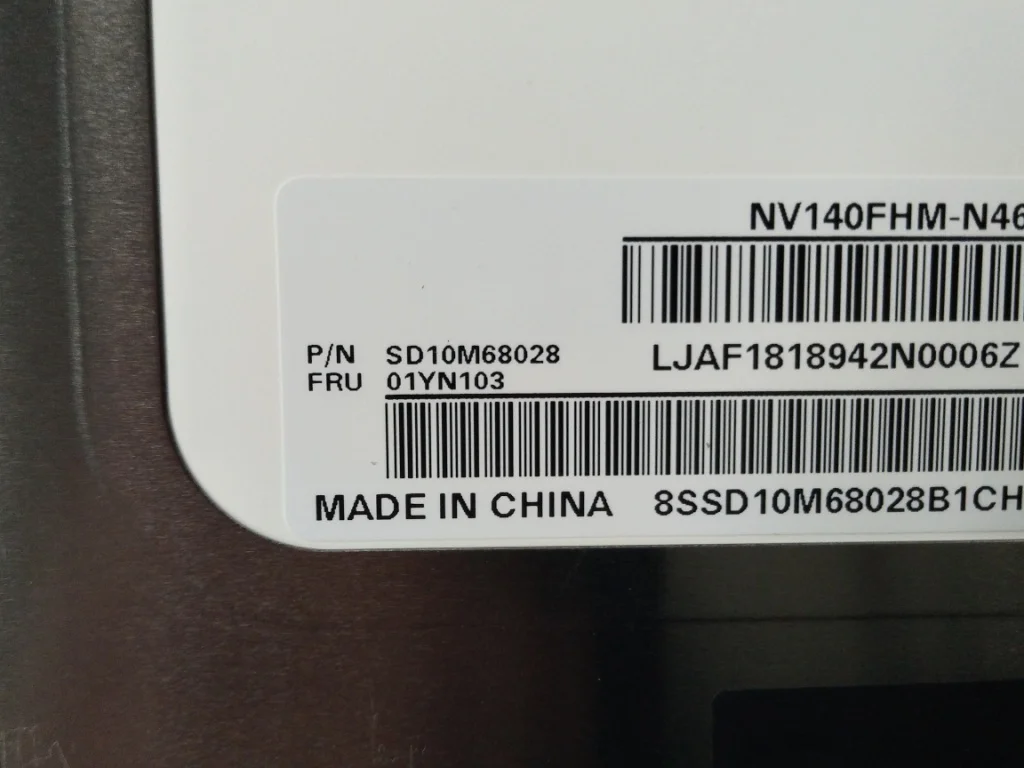 NV140FHM-N46
P/N SD10M68028
LJAF1818942N0006Z
FRU 01YN103
MADE IN CHINA 8SSD10M68028B1CH